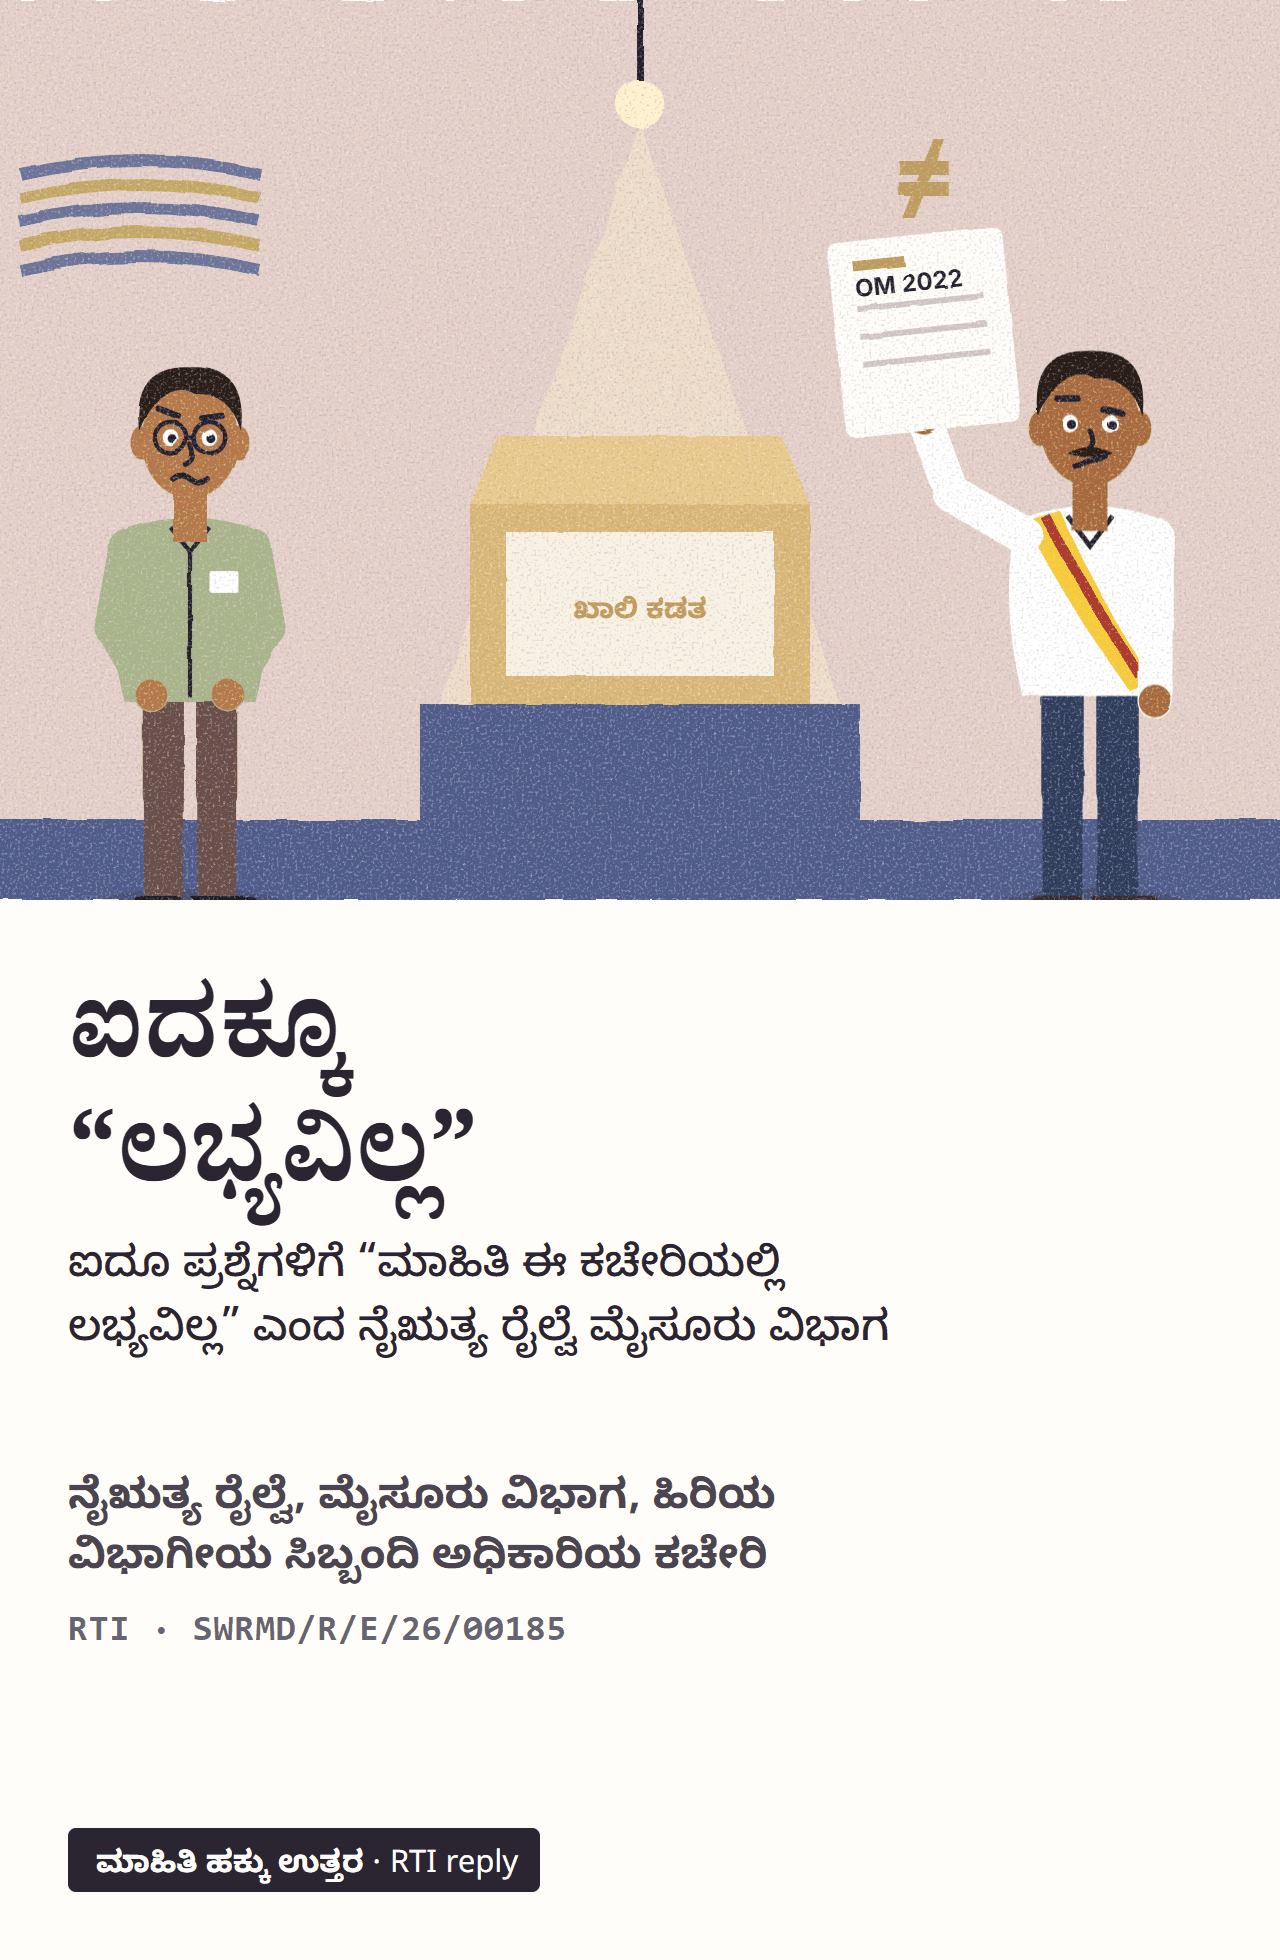 ≠
OM 2022
ಖಾಲಿ ಕಡತ
ಐದಕ್ಕೂ
“ಲಭ್ಯವಿಲ್ಲ”
ಐದೂ ಪ್ರಶ್ನೆಗಳಿಗೆ “ಮಾಹಿತಿ ಈ ಕಚೇರಿಯಲ್ಲಿ
ಲಭ್ಯವಿಲ್ಲ” ಎಂದ ನೈಋತ್ಯ ರೈಲ್ವೆ ಮೈಸೂರು ವಿಭಾಗ
ನೈಋತ್ಯ ರೈಲ್ವೆ, ಮೈಸೂರು ವಿಭಾಗ, ಹಿರಿಯ
ವಿಭಾಗೀಯ ಸಿಬ್ಬಂದಿ ಅಧಿಕಾರಿಯ ಕಚೇರಿ
RTI · SWRMD/R/E/26/00185
ಮಾಹಿತಿ ಹಕ್ಕು ಉತ್ತರ · RTI reply